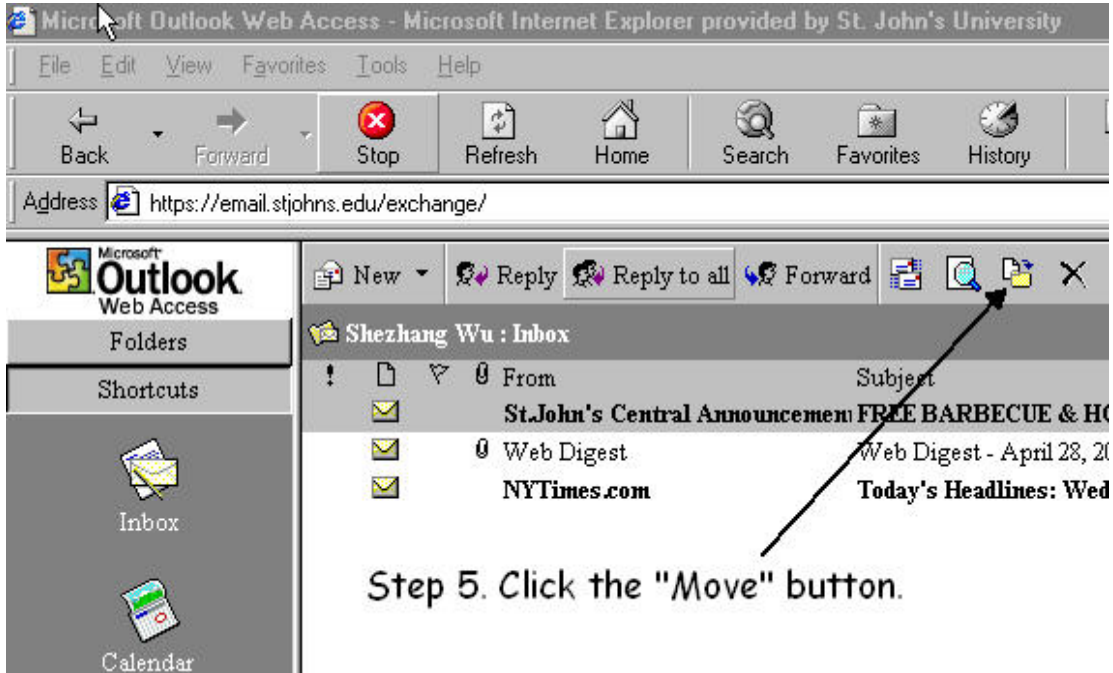 Microsoft Outlook Web Access - Microsoft Internet Explorer provided by St. John's University
File Edit View Favorites Tools Help
Back Forward Stop Refresh Home Search Favorites History
Address https://email.stjohns.edu/exchange/
Microsoft
Outlook
Web Access
New Reply Reply to all Forward
Folders
Shezhang Wu : Inbox
Shortcuts
! From Subject
St.John's Central Announcemen FREE BARBECUE & HO
Web Digest Web Digest - April 28, 20
NYTimes.com Today's Headlines: Wed
Inbox
Step 5. Click the "Move" button.
Calendar